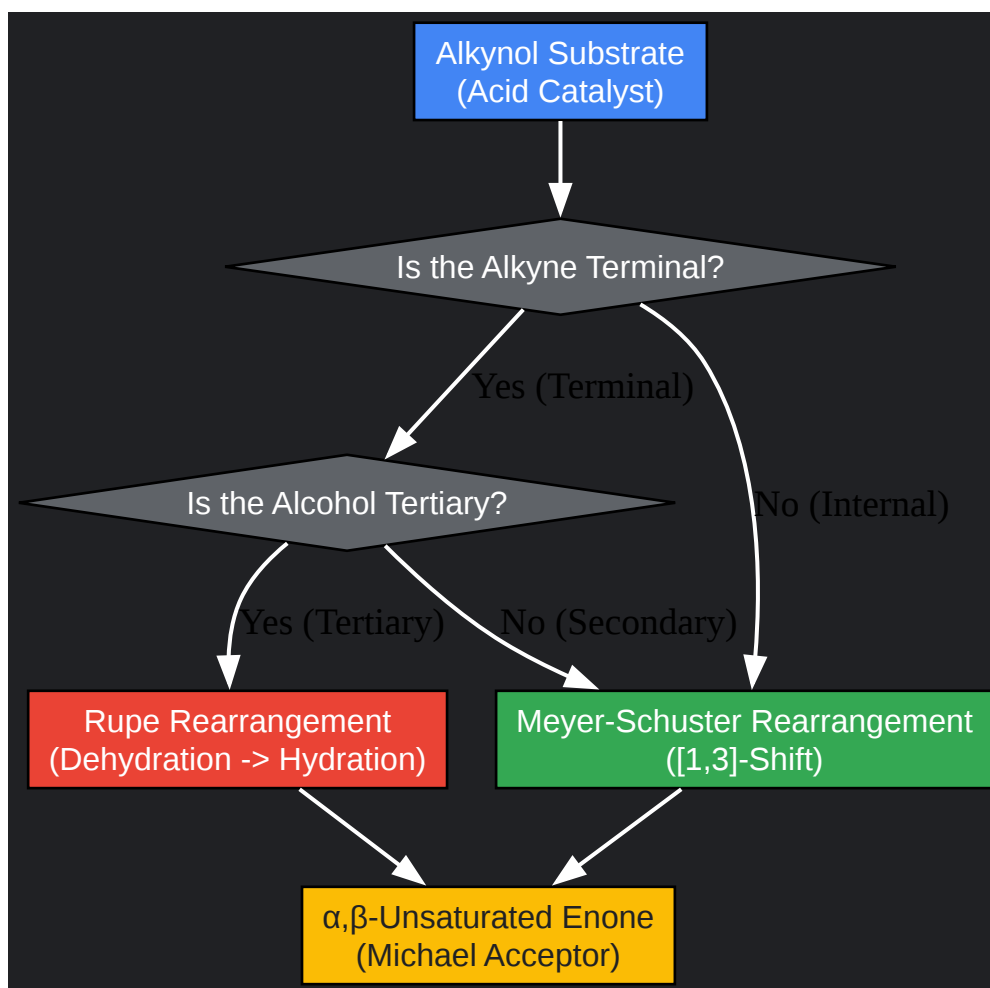 Alkynol Substrate
(Acid Catalyst)
Is the Alkyne Terminal?
Yes (Terminal)
Is the Alcohol Tertiary?
No (Internal)
Yes (Tertiary)
No (Secondary)
Rupe Rearrangement
(Dehydration -> Hydration)
Meyer-Schuster Rearrangement
([1,3]-Shift)
α,β-Unsaturated Enone
(Michael Acceptor)